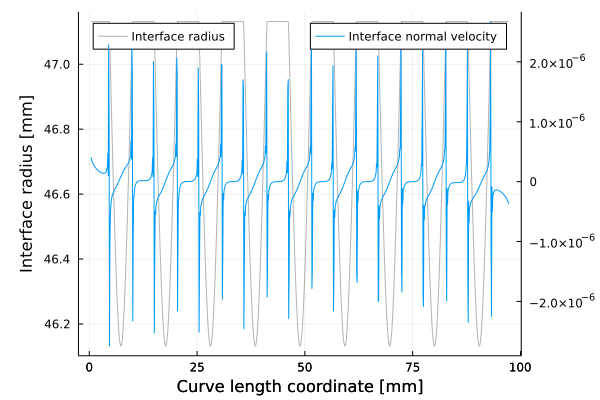 Interface radius
Interface normal velocity
47.0
46.8
46.6
46.4
46.2
Interface radius [mm]
2.0×10⁻⁶
1.0×10⁻⁶
0
−1.0×10⁻⁶
−2.0×10⁻⁶
0 25 50 75 100
Curve length coordinate [mm]